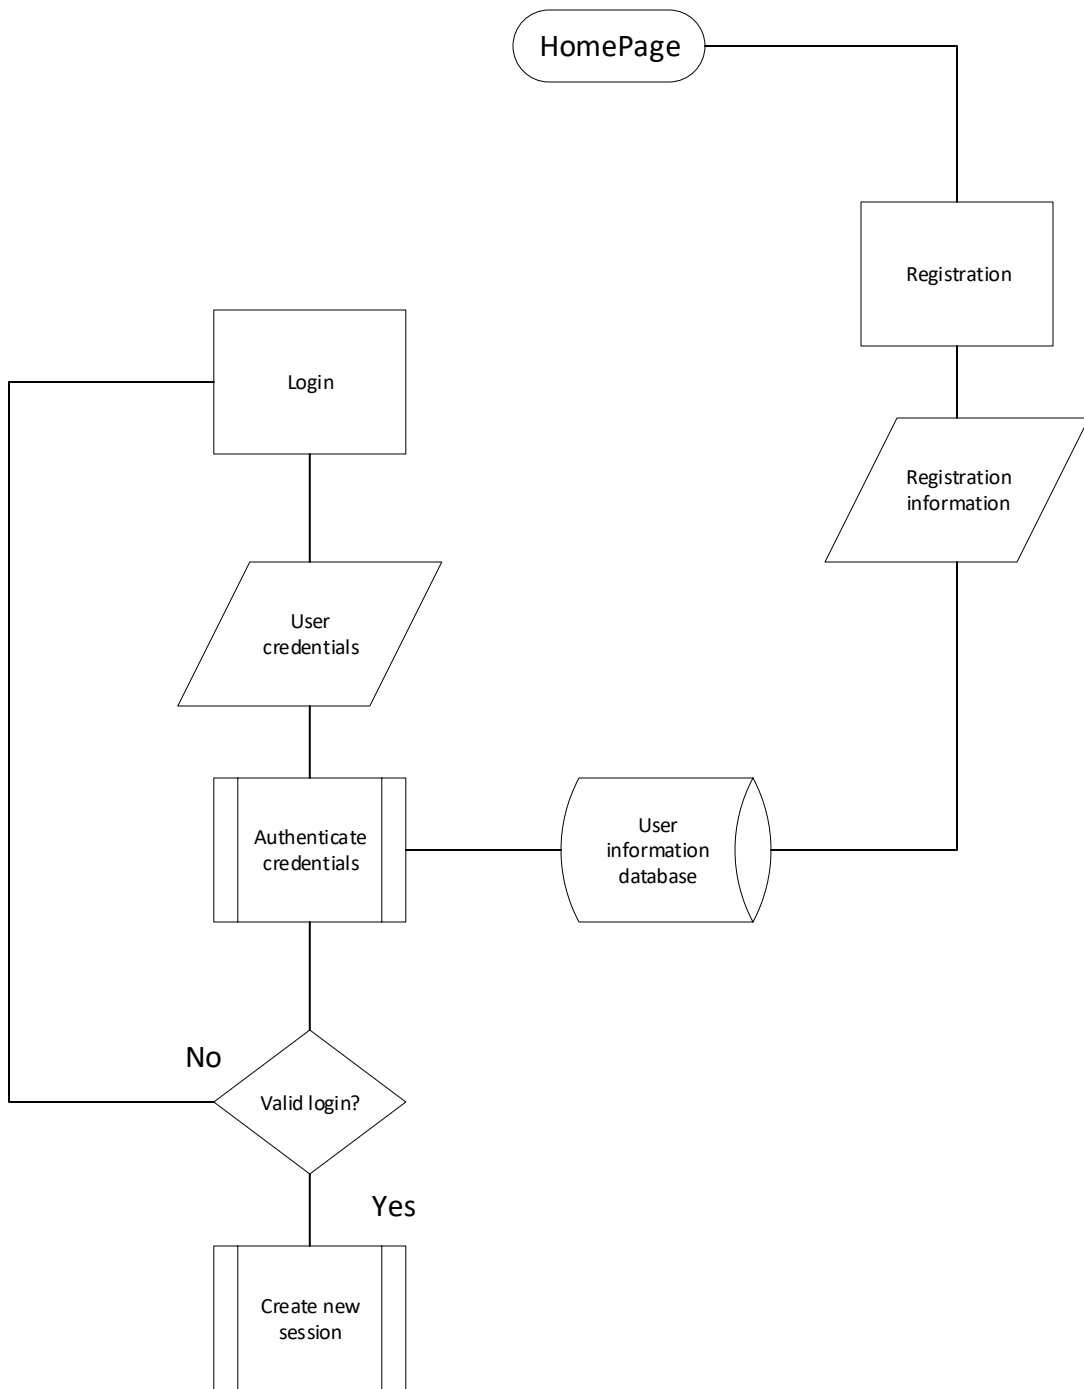 HomePage
Registration
Login
Registration
information
User
credentials
Authenticate
credentials
User
information
database
No
Valid login?
Yes
Create new
session